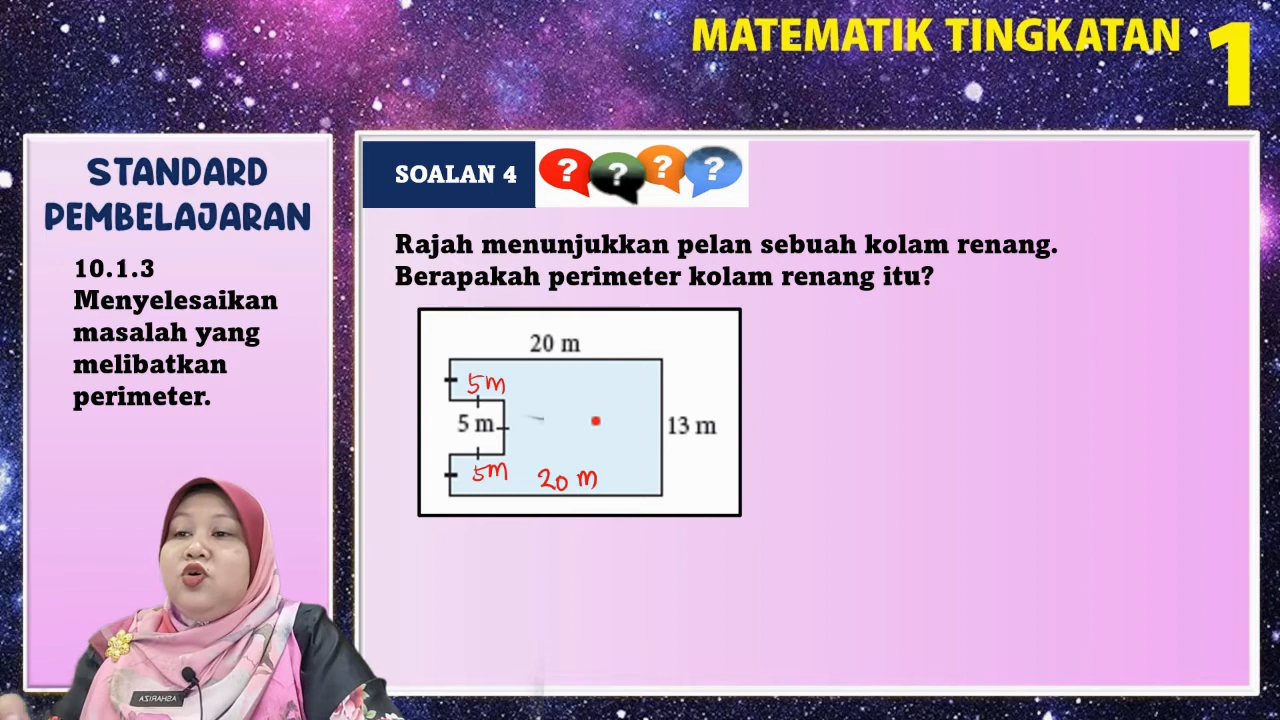 MATEMATIK TINGKATAN 1
STANDARD
PEMBELAJARAN
10.1.3
Menyelesaikan
masalah yang
melibatkan
perimeter.
SOALAN 4
? ? ? ?
Rajah menunjukkan pelan sebuah kolam renang.
Berapakah perimeter kolam renang itu?
20 m
5m
5 m
13 m
5m
20 m
ASHARIZA